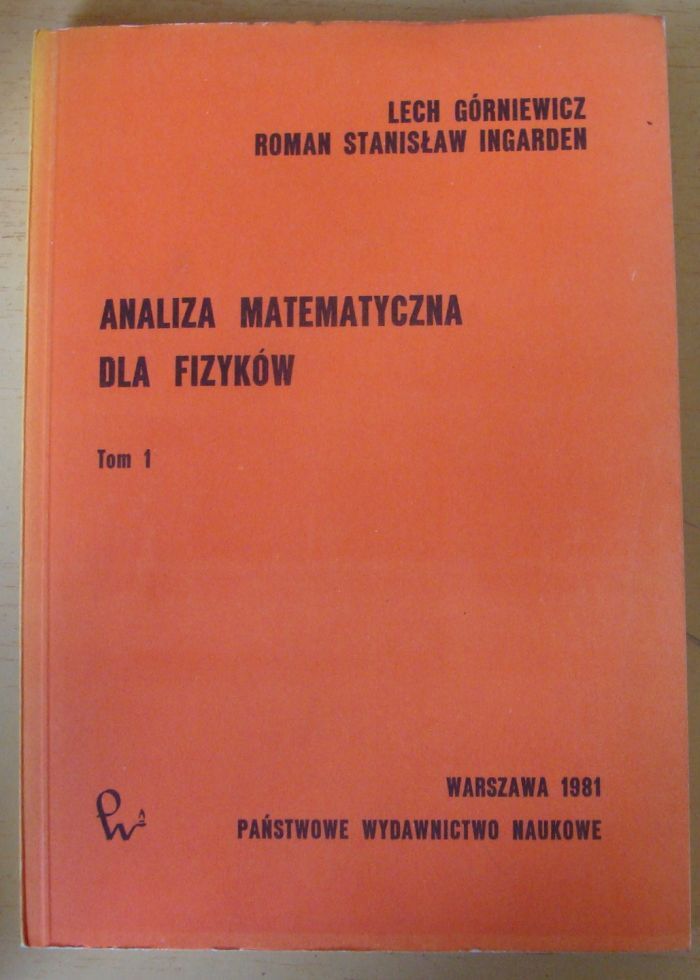 LECH GÓRNIEWICZ
ROMAN STANISŁAW INGARDEN
ANALIZA MATEMATYCZNA
DLA FIZYKÓW
Tom 1
WARSZAWA 1981
PAŃSTWOWE WYDAWNICTWO NAUKOWE